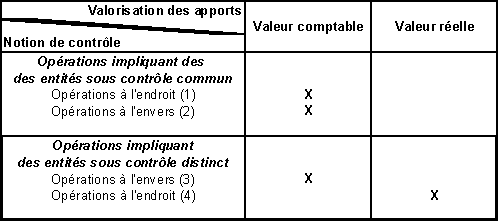 Valorisation des apports
Valeur comptable Valeur réelle
Notion de contrôle
Opérations impliquant des
des entités sous contrôle commun
Opérations à l'endroit (1) X
Opérations à l'envers (2) X
Opérations impliquant
des entités sous contrôle distinct
Opérations à l'envers (3) X
Opérations à l'endroit (4) X